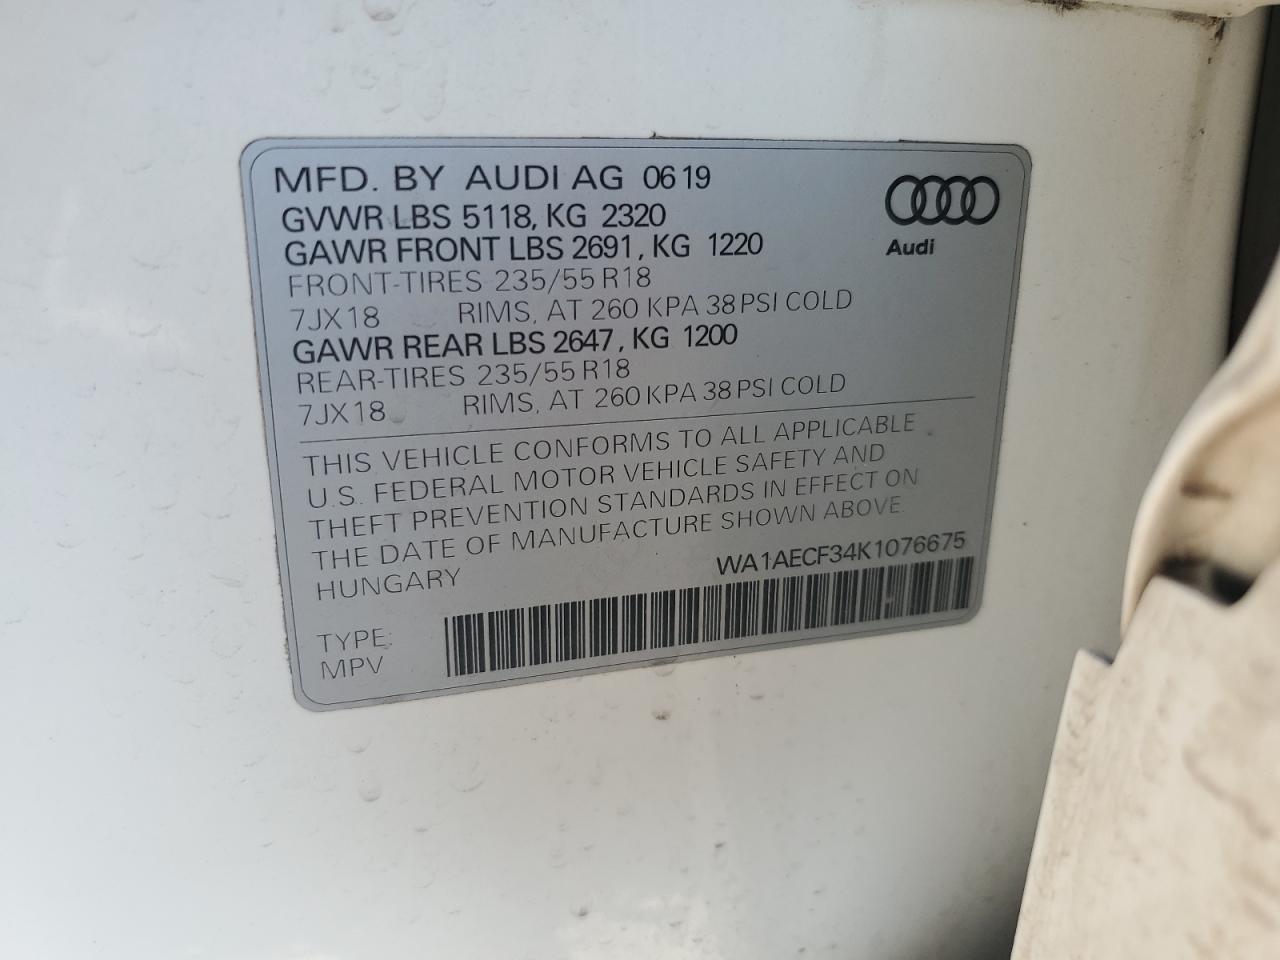 MFD. BY AUDI AG 06 19
GVWR LBS 5118, KG 2320
GAWR FRONT LBS 2691, KG 1220
FRONT-TIRES 235/55 R18
7JX18 RIMS, AT 260 KPA 38 PSI COLD
GAWR REAR LBS 2647, KG 1200
REAR-TIRES 235/55 R18
7JX18 RIMS, AT 260 KPA 38 PSI COLD
Audi
THIS VEHICLE CONFORMS TO ALL APPLICABLE
U.S. FEDERAL MOTOR VEHICLE SAFETY AND
THEFT PREVENTION STANDARDS IN EFFECT ON
THE DATE OF MANUFACTURE SHOWN ABOVE.
HUNGARY
WA1AECF34K1076675
TYPE:
MPV